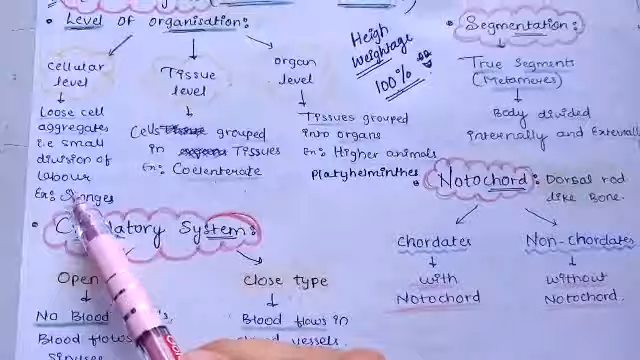 • Level of organisation:
Cellular
level
Loose cell
aggregates
i.e small
division of
labour
Ex: Sponges
Tissue
level
Cells grouped
in Tissues
Ex: Coelenterate
organ
level
Tissues grouped
into organs
Ex: Higher animals
Platyhelminthes
Heigh
Weightage
100%
• Segmentation:
True Segments
(Metameres)
Body divided
internally and Externall
• Notochord: Dorsal rod
like Bone.
Chordates
with
Notochord
Non-chordates
without
Notochord.
• System:
Open
No Blood
Blood flows
Sinuses
Close type
Blood flows in
vessels.